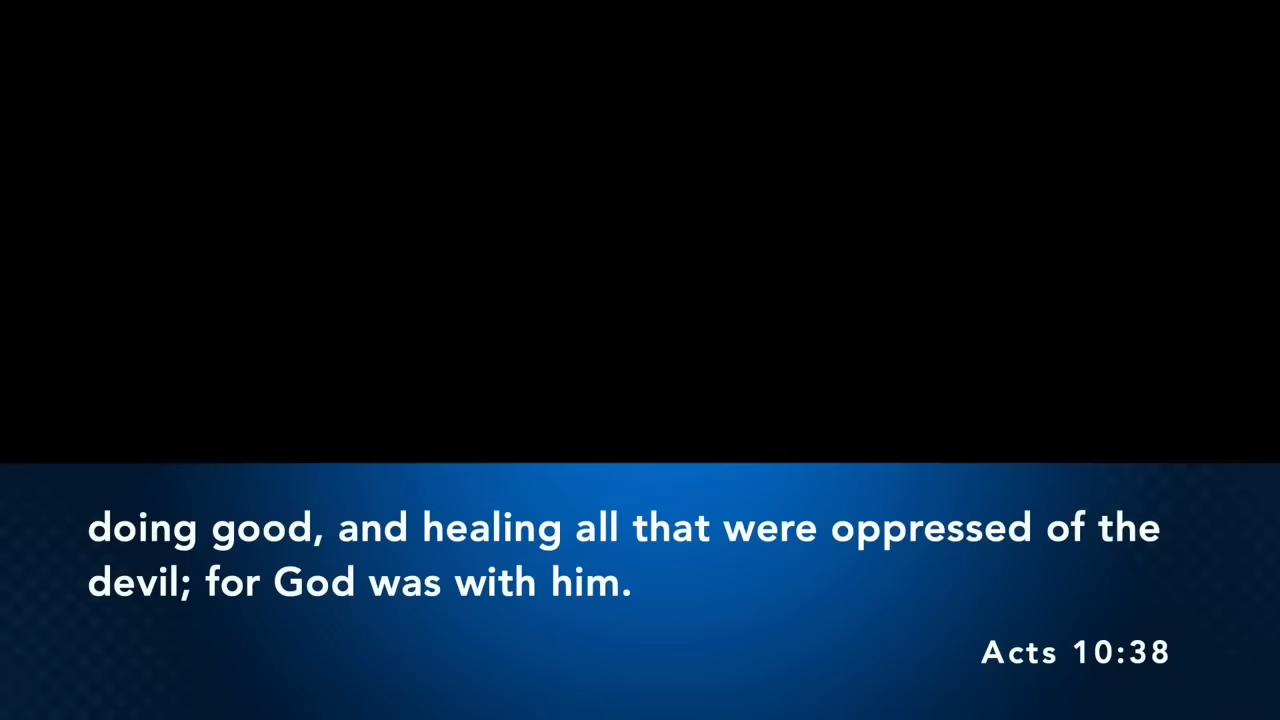 doing good, and healing all that were oppressed of the
devil; for God was with him.
Acts 10:38